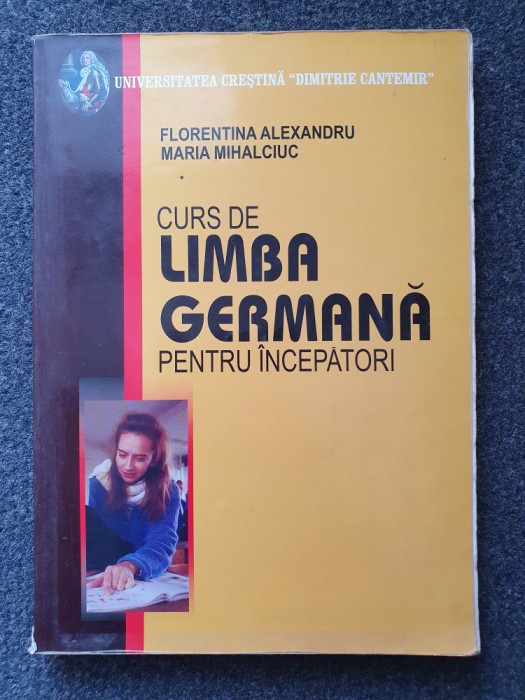 UNIVERSITATEA CREŞTINĂ "DIMITRIE CANTEMIR"
FLORENTINA ALEXANDRU
MARIA MIHALCIUC
CURS DE
LIMBA
GERMANĂ
PENTRU ÎNCEPĂTORI